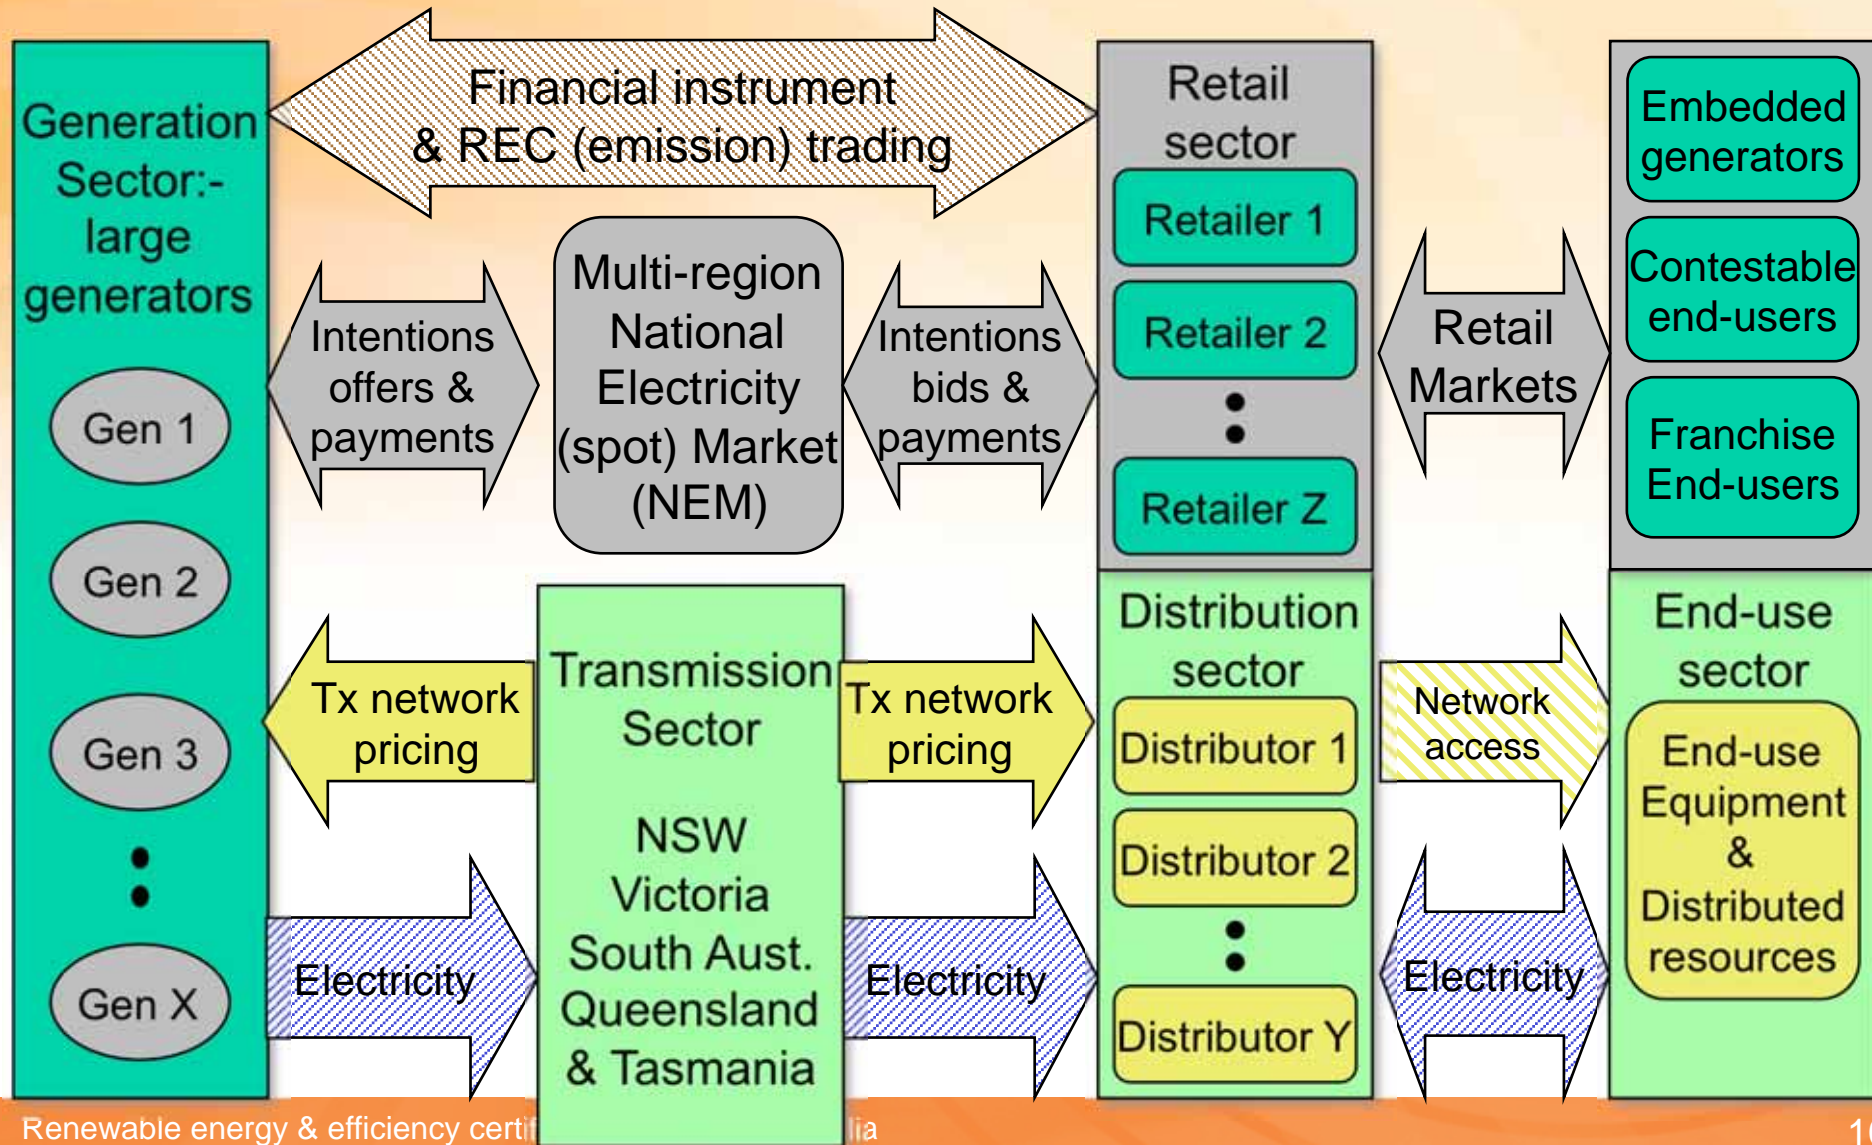 Generation
Sector:-
large
generators
Gen 1
Gen 2
Gen 3
Gen X
Financial instrument
& REC (emission) trading
Intentions
offers &
payments
Multi-region
National
Electricity
(spot) Market
(NEM)
Intentions
bids &
payments
Retail
sector
Retailer 1
Retailer 2
Retailer Z
Retail
Markets
Embedded
generators
Contestable
end-users
Franchise
End-users
Tx network
pricing
Transmission
Sector
NSW
Victoria
South Aust.
Queensland
& Tasmania
Tx network
pricing
Distribution
sector
Distributor 1
Distributor 2
Distributor Y
Network
access
End-use
sector
End-use
Equipment
&
Distributed
resources
Electricity
Electricity
Electricity
Renewable energy & efficiency